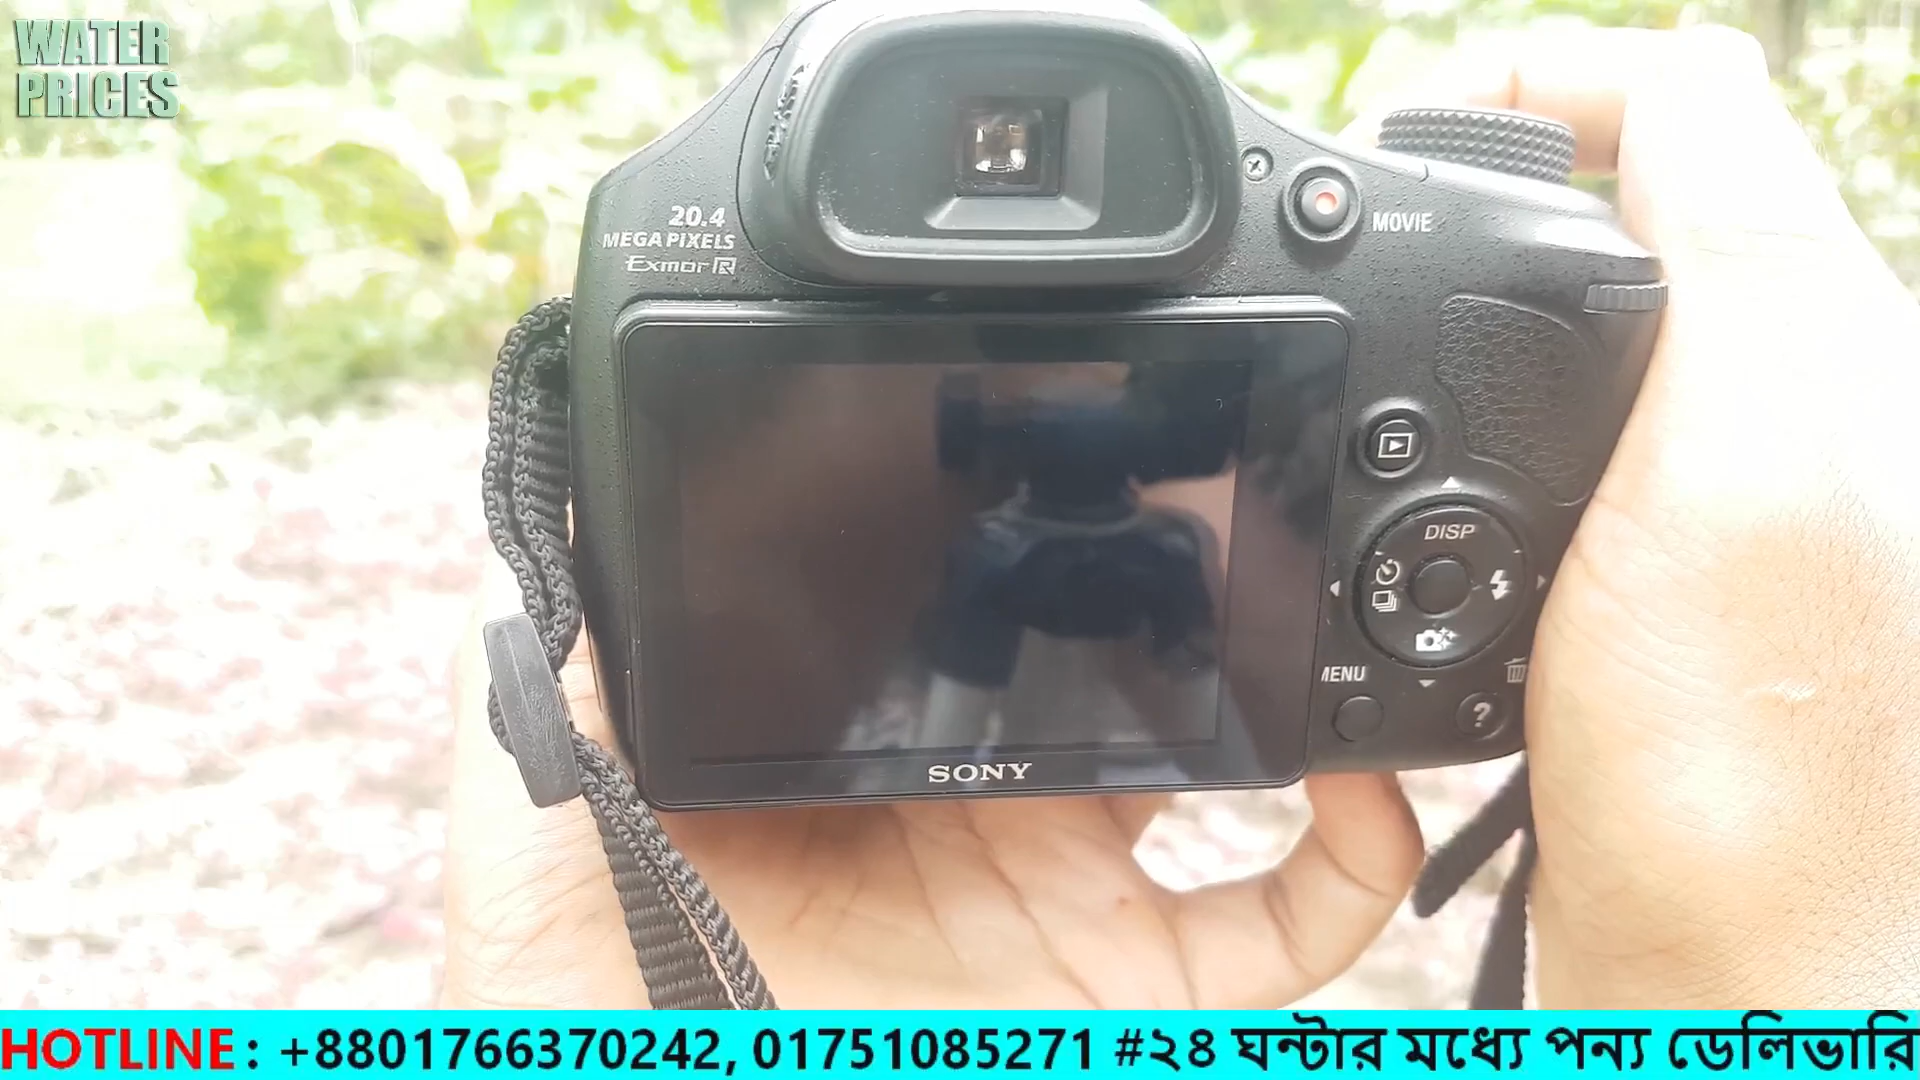 WATER
PRICES
20.4
MEGA PIXELS
Exmor R
MOVIE
DISP
MENU
?
SONY
HOTLINE : +8801766370242, 01751085271 #২৪ ঘন্টার মধ্যে পন্য ডেলিভারি